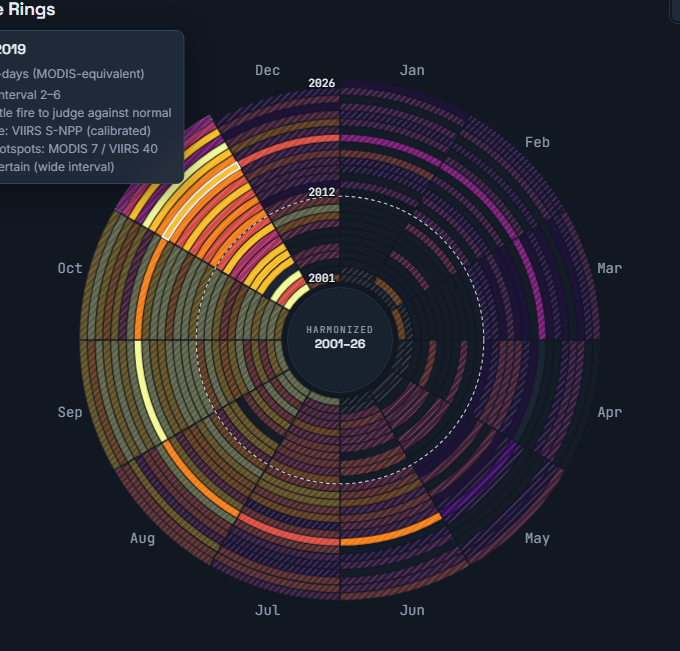 e Rings
2019
-days (MODIS-equivalent)
nterval 2–6
tle fire to judge against normal
e: VIIRS S-NPP (calibrated)
otspots: MODIS 7 / VIIRS 40
ertain (wide interval)
Dec
2026
Jan
Feb
2012
Oct
2001
Mar
HARMONIZED
2001–26
Sep
Apr
Aug
May
Jul
Jun